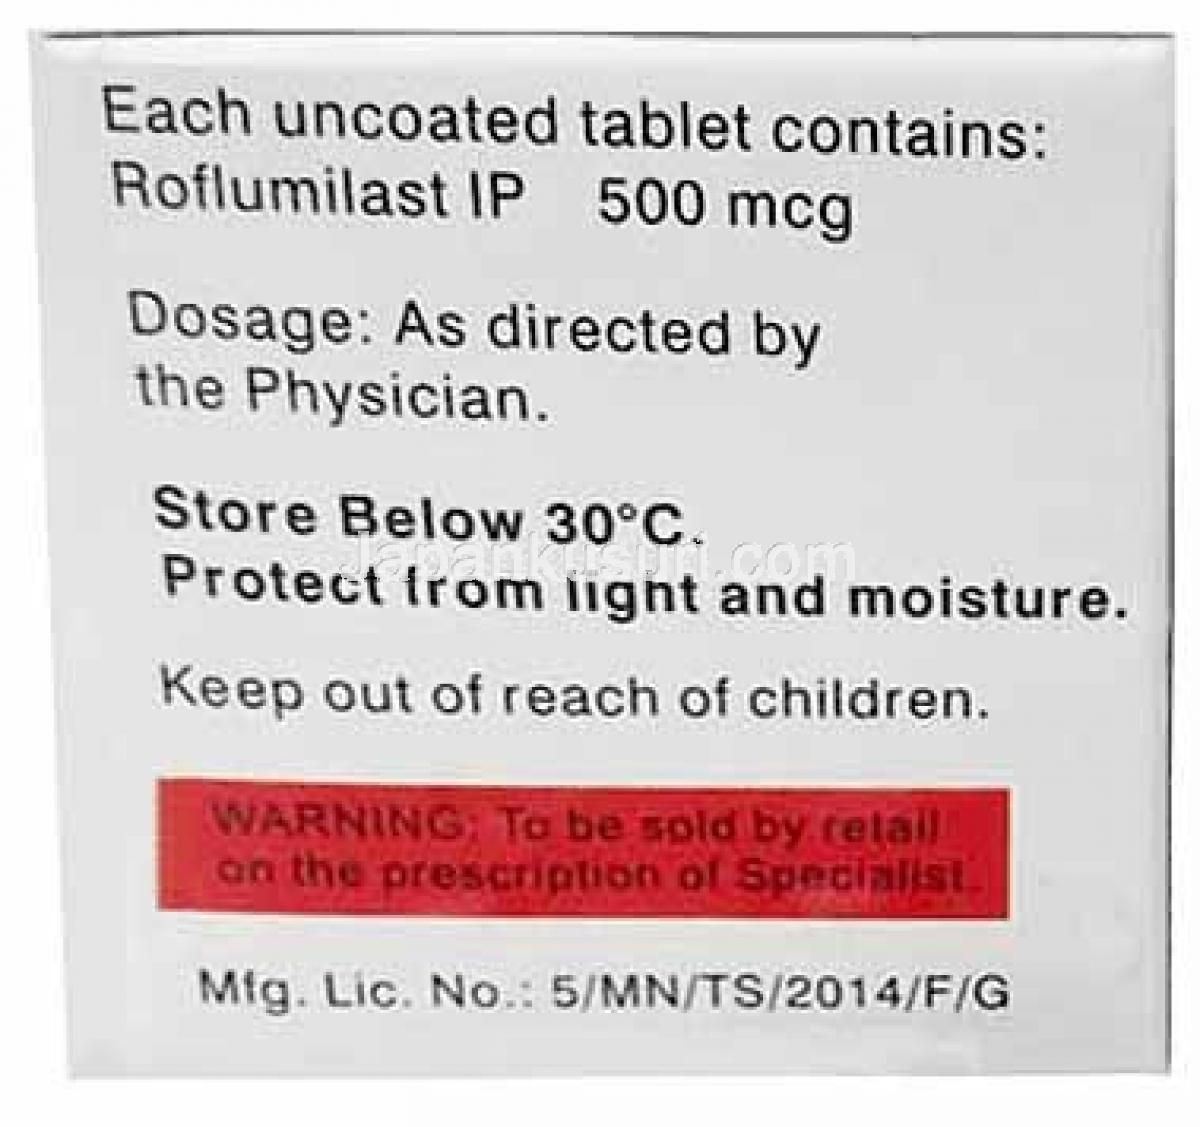 Each uncoated tablet contains:
Roflumilast IP 500 mcg
Dosage: As directed by
the Physician.
Store Below 30°C.
japankusuri.com
Protect from light and moisture.
Keep out of reach of children.
WARNING: To be sold by retail
on the prescription of Specialist.
Mfg. Lic. No.: 5/MN/TS/2014/F/G